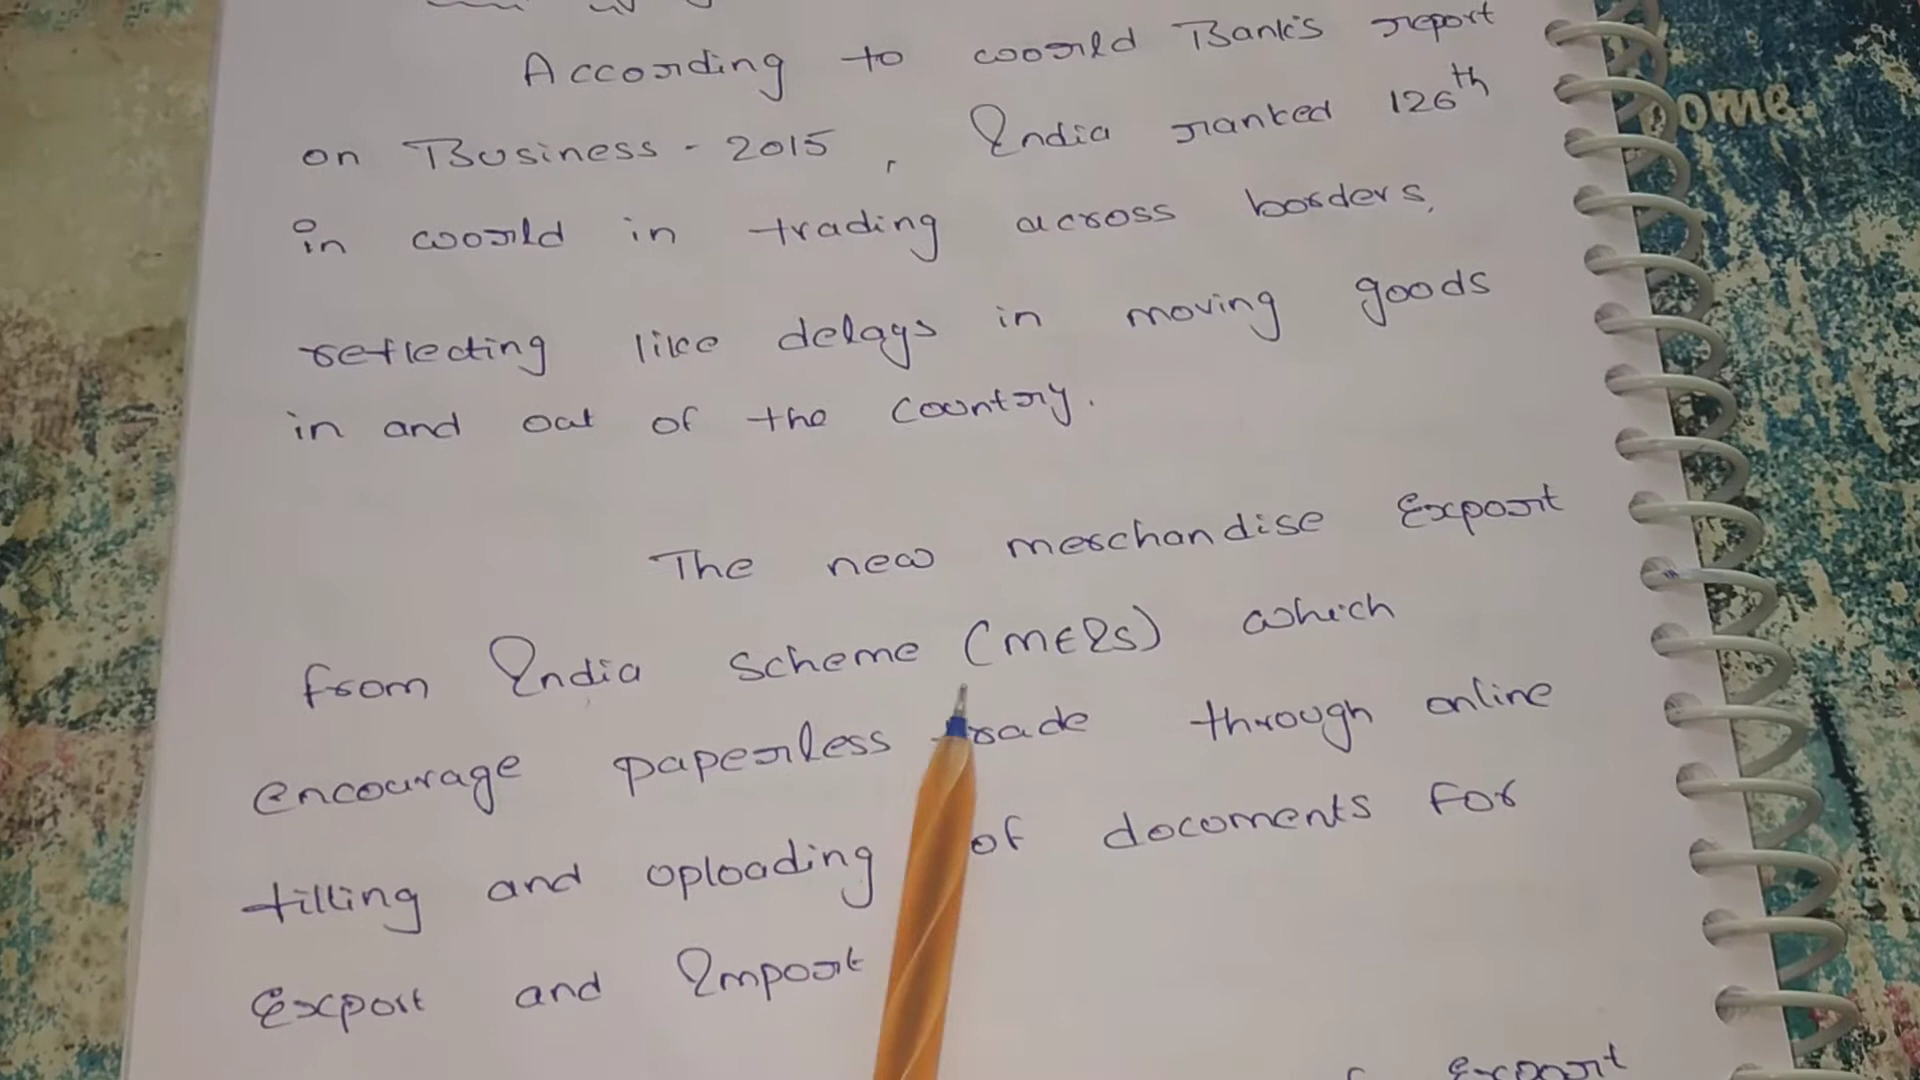 According to world Bank's report
on Business - 2015, India ranked 126th
in world in trading across borders,
reflecting like delays in moving goods
in and out of the country.
The new merchandise Export
from India Scheme (MEIS) which
encourage paperless trade through online
filling and uploading of documents for
Export and Import
Export
ome.